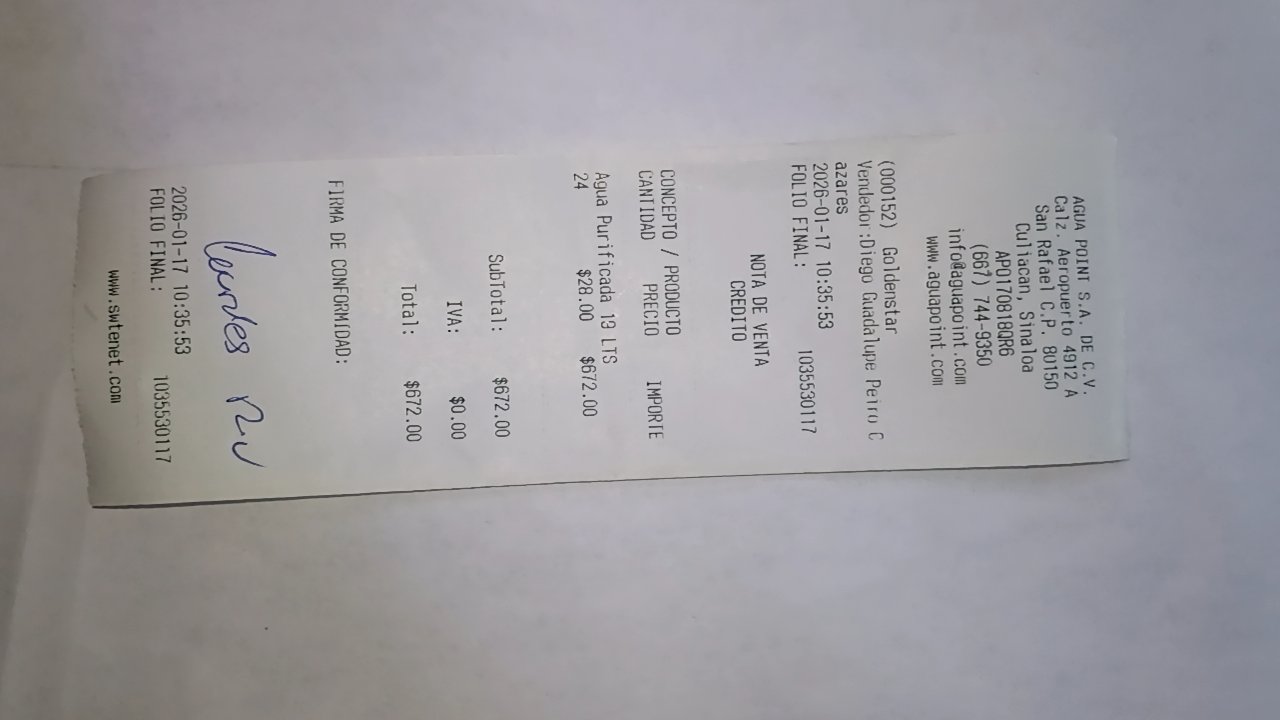 AGUA POINT S.A. DE C.V.
Calz. Aeropuerto 4912 A
San Rafael C.P. 80150
Culiacan, Sinaloa
APO170818QR6
(667) 744-9350
info@aguapoint.com
www.aguapoint.com
(000152) Goldenstar
Vendedor:Diego Guadalupe Peiro C
azares
2026-01-17 10:35:53
FOLIO FINAL: 1035530117
NOTA DE VENTA
CREDITO
CONCEPTO / PRODUCTO
CANTIDAD PRECIO IMPORTE
Agua Purificada 19 LTS
24 $28.00 $672.00
SubTotal: $672.00
IVA: $0.00
Total: $672.00
FIRMA DE CONFORMIDAD:
2026-01-17 10:35:53
FOLIO FINAL: 1035530117
www.swtenet.com